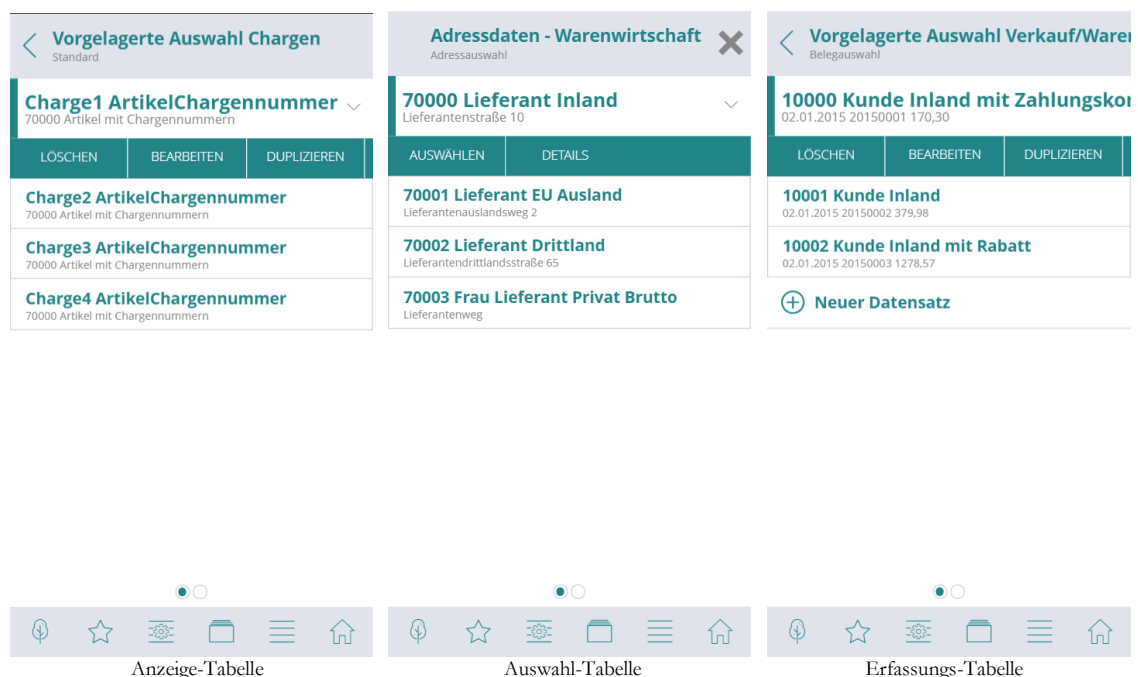 Vorgelagerte Auswahl Chargen
Standard
Charge1 ArtikelChargennummer
70000 Artikel mit Chargennummern
LÖSCHEN BEARBEITEN DUPLIZIEREN
Charge2 ArtikelChargennummer
70000 Artikel mit Chargennummern
Charge3 ArtikelChargennummer
70000 Artikel mit Chargennummern
Charge4 ArtikelChargennummer
70000 Artikel mit Chargennummern
Anzeige-Tabelle
Adressdaten - Warenwirtschaft
Adressauswahl
70000 Lieferant Inland
Lieferantenstraße 10
AUSWÄHLEN DETAILS
70001 Lieferant EU Ausland
Lieferantenauslandsweg 2
70002 Lieferant Drittland
Lieferantendrittlandsstraße 65
70003 Frau Lieferant Privat Brutto
Lieferantenweg
Auswahl-Tabelle
Vorgelagerte Auswahl Verkauf/Waren
Belegauswahl
10000 Kunde Inland mit Zahlungskor
02.01.2015 20150001 170,30
LÖSCHEN BEARBEITEN DUPLIZIEREN
10001 Kunde Inland
02.01.2015 20150002 379,98
10002 Kunde Inland mit Rabatt
02.01.2015 20150003 1278,57
Neuer Datensatz
Erfassungs-Tabelle